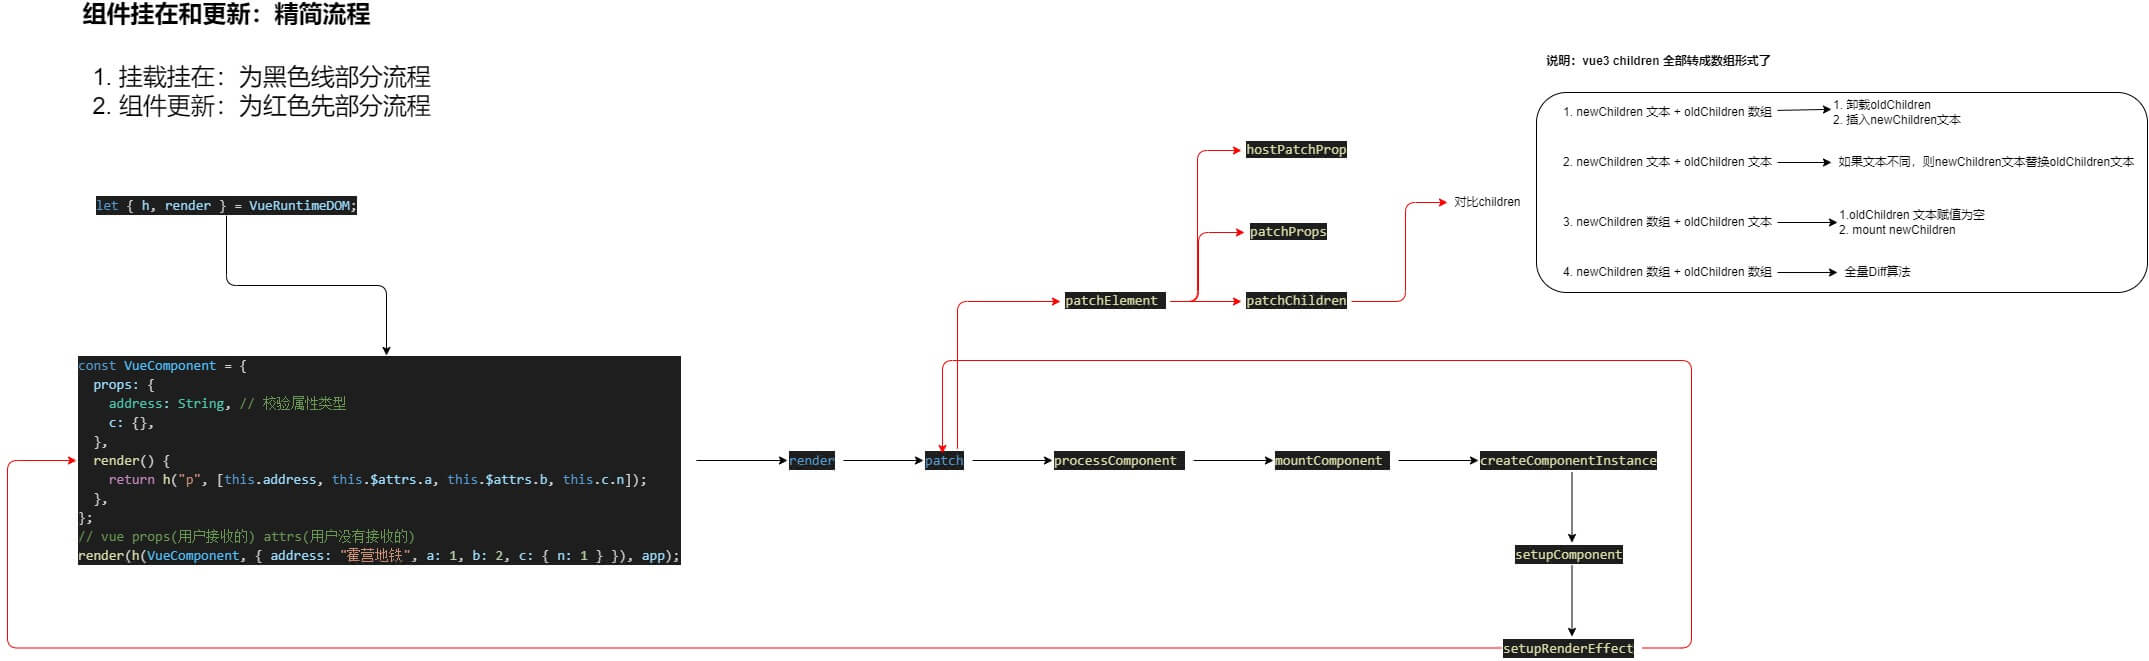 组件挂在和更新：精简流程
1. 挂载挂在：为黑色线部分流程
2. 组件更新：为红色先部分流程
let { h, render } = VueRuntimeDOM;
const VueComponent = {
props: {
address: String, // 校验属性类型
c: {},
},
render() {
return h("p", [this.address, this.$attrs.a, this.$attrs.b, this.c.n]);
},
};
// vue props(用户接收的) attrs(用户没有接收的)
render(h(VueComponent, { address: "霍营地铁", a: 1, b: 2, c: { n: 1 } }), app);
render
patch
processComponent
mountComponent
createComponentInstance
setupComponent
setupRenderEffect
patchElement
hostPatchProp
patchProps
patchChildren
对比children
说明：vue3 children 全部转成数组形式了
1. newChildren 文本 + oldChildren 数组
1. 卸载oldChildren
2. 插入newChildren文本
2. newChildren 文本 + oldChildren 文本
如果文本不同，则newChildren文本替换oldChildren文本
3. newChildren 数组 + oldChildren 文本
1.oldChildren 文本赋值为空
2. mount newChildren
4. newChildren 数组 + oldChildren 数组
全量Diff算法